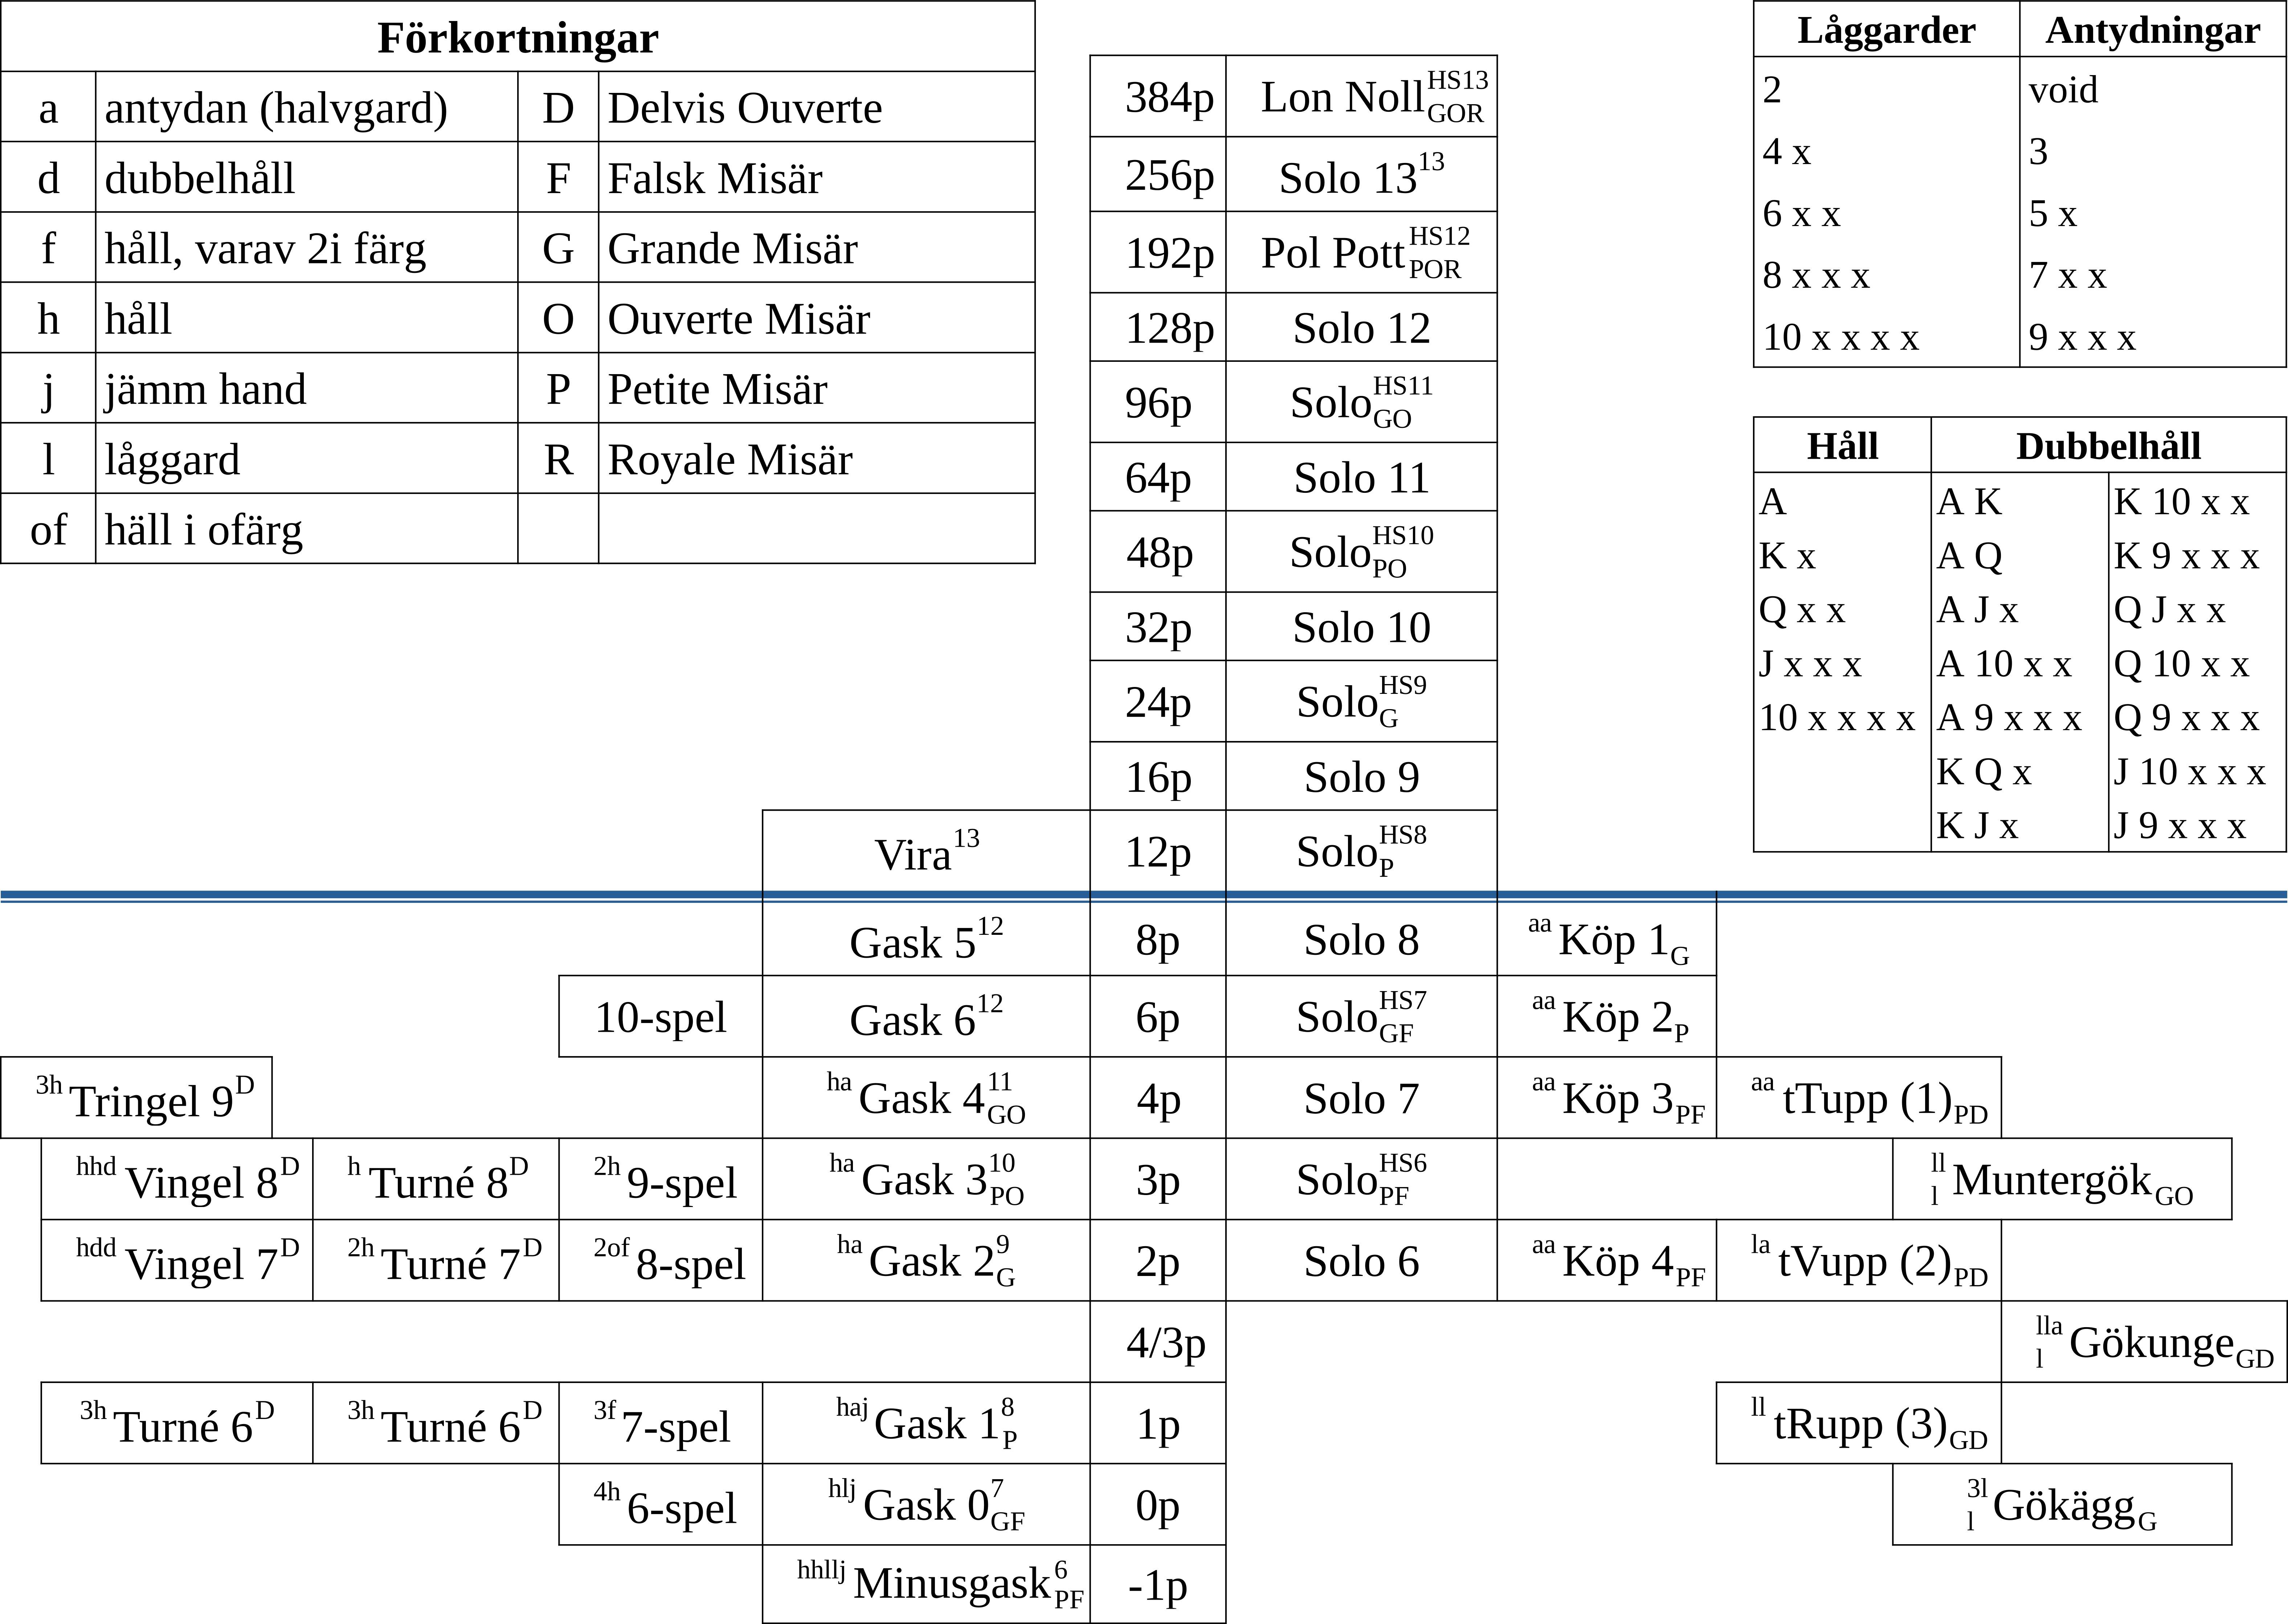 Förkortningar
a antydan (halvgard) D Delvis Ouverte
d dubbelhåll F Falsk Misär
f håll, varav 2i färg G Grande Misär
h håll O Ouverte Misär
j jämm hand P Petite Misär
l låggard R Royale Misär
of häll i ofärg
Låggarder Antydningar
2 void
4 x 3
6 x x 5 x
8 x x x 7 x x
10 x x x x 9 x x x
Håll Dubbelhåll
A A K K 10 x x
K x A Q K 9 x x x
Q x x A J x Q J x x
J x x x A 10 x x Q 10 x x
10 x x x x A 9 x x x Q 9 x x x
K Q x J 10 x x x
K J x J 9 x x x
384p Lon Noll HS13 GOR
256p Solo 13 13
192p Pol Pott HS12 POR
128p Solo 12
96p Solo HS11 GO
64p Solo 11
48p Solo HS10 PO
32p Solo 10
24p Solo HS9 G
16p Solo 9
Vira 13 12p Solo HS8 P
Gask 5 12 8p Solo 8 aa Köp 1 G
10-spel Gask 6 12 6p Solo HS7 GF aa Köp 2 P
3h Tringel 9 D ha Gask 4 11 GO 4p Solo 7 aa Köp 3 PF aa tTupp (1) PD
hhd Vingel 8 D h Turné 8 D 2h 9-spel ha Gask 3 10 PO 3p Solo HS6 PF ll l Muntergök GO
hdd Vingel 7 D 2h Turné 7 D 2of 8-spel ha Gask 2 9 G 2p Solo 6 aa Köp 4 PF la tVupp (2) PD
4/3p lla l Gökunge GD
3h Turné 6 D 3h Turné 6 D 3f 7-spel haj Gask 1 8 P 1p ll tRupp (3) GD
4h 6-spel hlj Gask 0 7 GF 0p 3l l Gökägg G
hhllj Minusgask 6 PF -1p